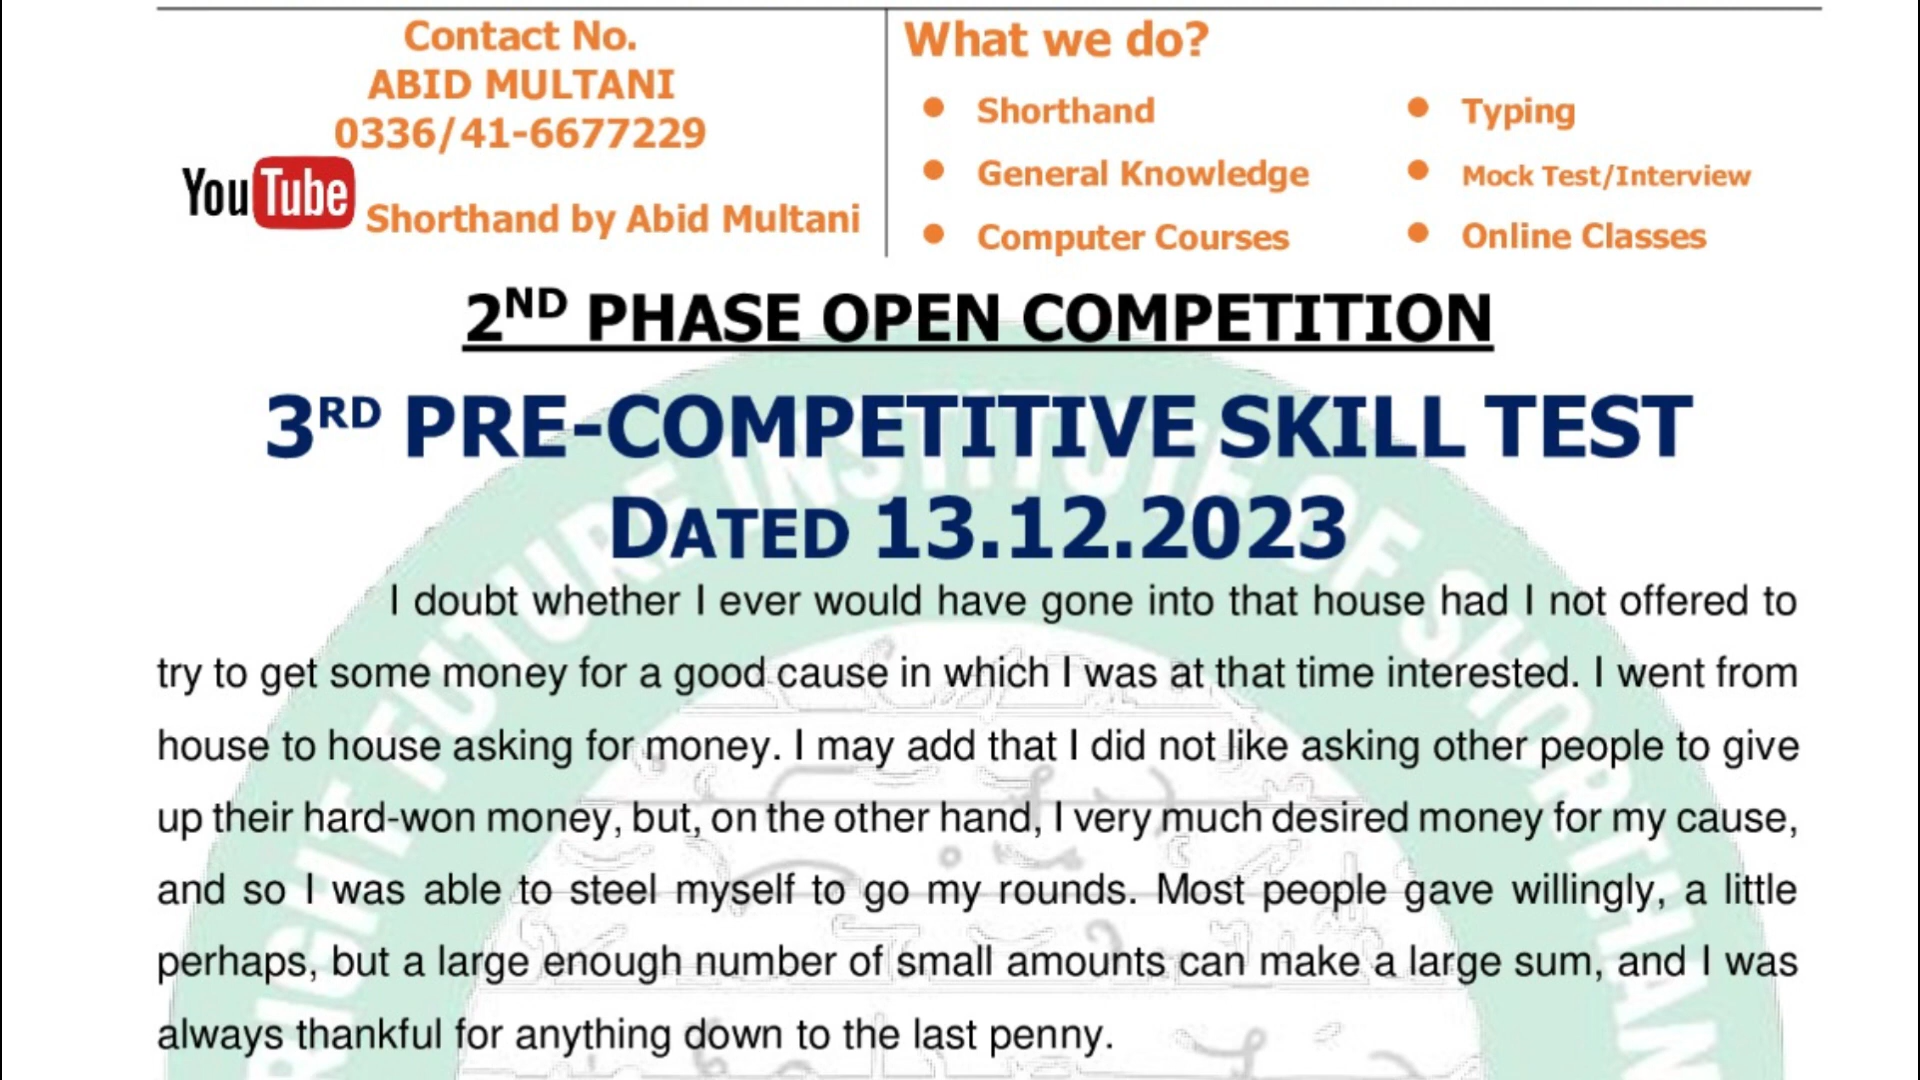 Contact No.
ABID MULTANI
0336/41-6677229
YouTube Shorthand by Abid Multani
What we do?
Shorthand
General Knowledge
Computer Courses
Typing
Mock Test/Interview
Online Classes
2ND PHASE OPEN COMPETITION
3RD PRE-COMPETITIVE SKILL TEST
DATED 13.12.2023
I doubt whether I ever would have gone into that house had I not offered to
try to get some money for a good cause in which I was at that time interested. I went from
house to house asking for money. I may add that I did not like asking other people to give
up their hard-won money, but, on the other hand, I very much desired money for my cause,
and so I was able to steel myself to go my rounds. Most people gave willingly, a little
perhaps, but a large enough number of small amounts can make a large sum, and I was
always thankful for anything down to the last penny.
FUTURE INSTITUTE OF